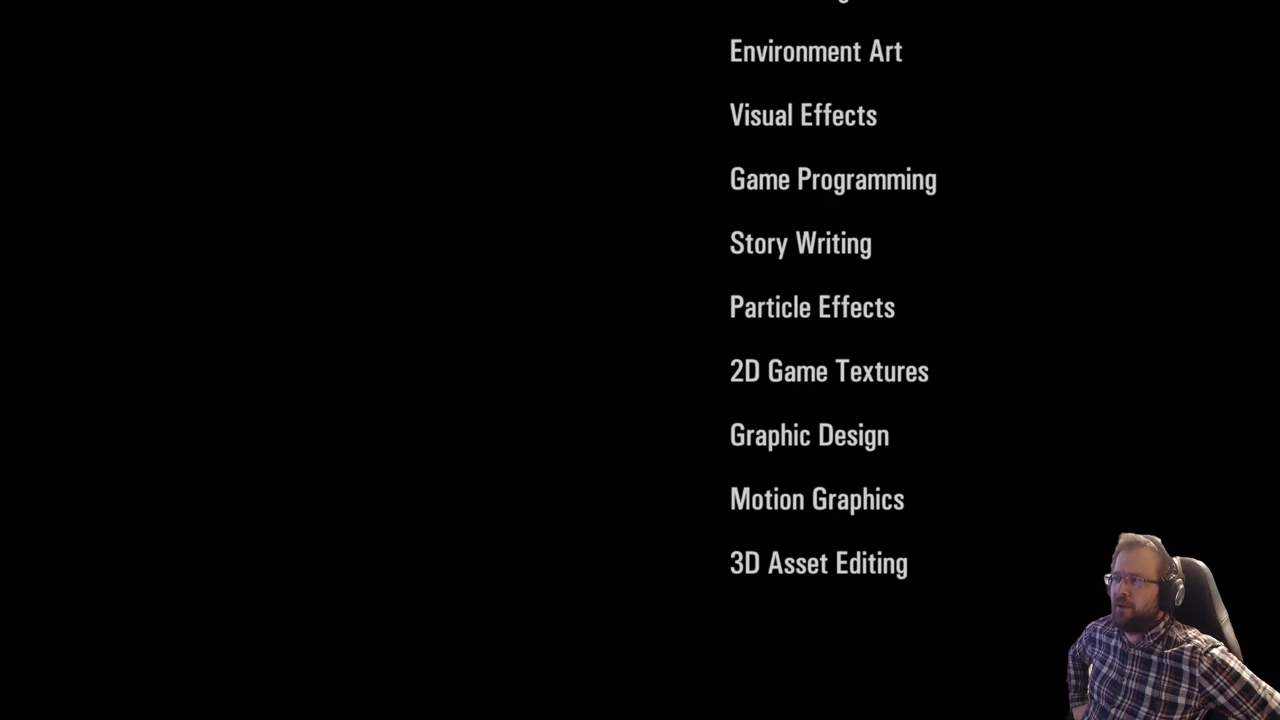 Environment Art
Visual Effects
Game Programming
Story Writing
Particle Effects
2D Game Textures
Graphic Design
Motion Graphics
3D Asset Editing